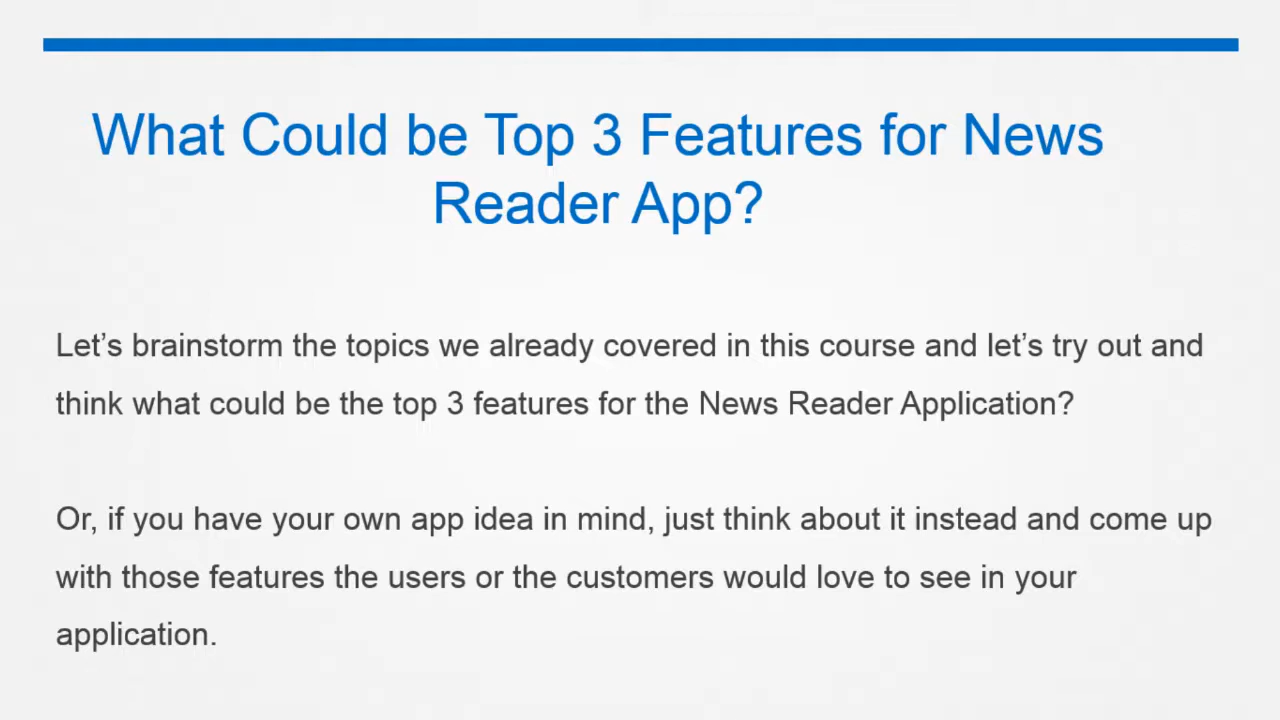 What Could be Top 3 Features for News
Reader App?
Let’s brainstorm the topics we already covered in this course and let’s try out and
think what could be the top 3 features for the News Reader Application?
Or, if you have your own app idea in mind, just think about it instead and come up
with those features the users or the customers would love to see in your
application.